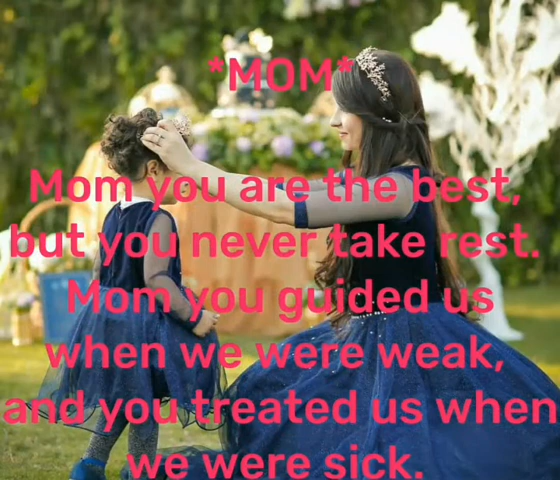 *MOM*
Mom you are the best,
but you never take rest.
Mom you guided us
when we were weak,
and you treated us when
we were sick.